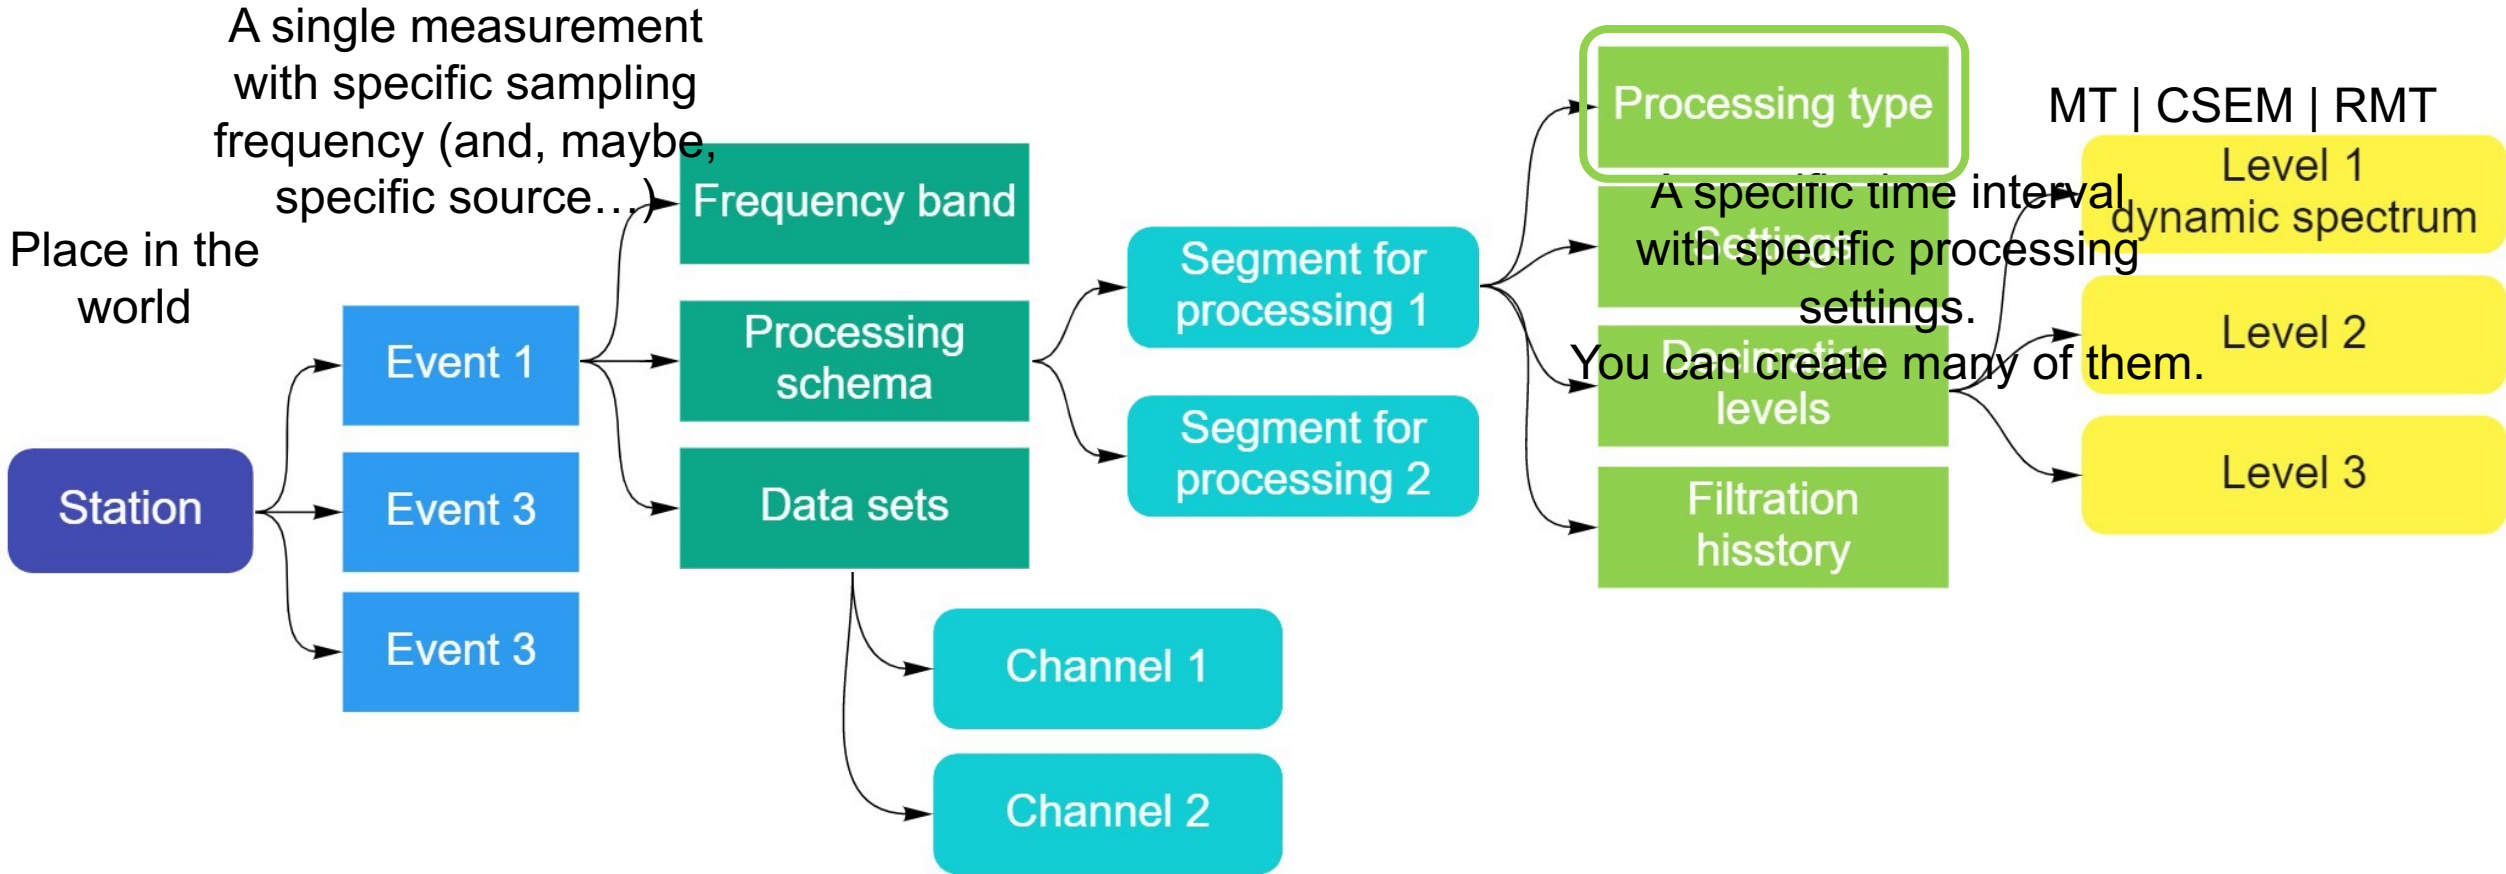 A single measurement
with specific sampling
frequency (and, maybe,
specific source…)
Place in the
world
Station
Event 1
Event 3
Event 3
Frequency band
Processing
schema
Data sets
Channel 1
Channel 2
Segment for
processing 1
Segment for
processing 2
Processing type
MT | CSEM | RMT
A specific time interval
with specific processing
settings.
You can create many of them.
Settings
Decimation
levels
Filtration
hisstory
Level 1
dynamic spectrum
Level 2
Level 3